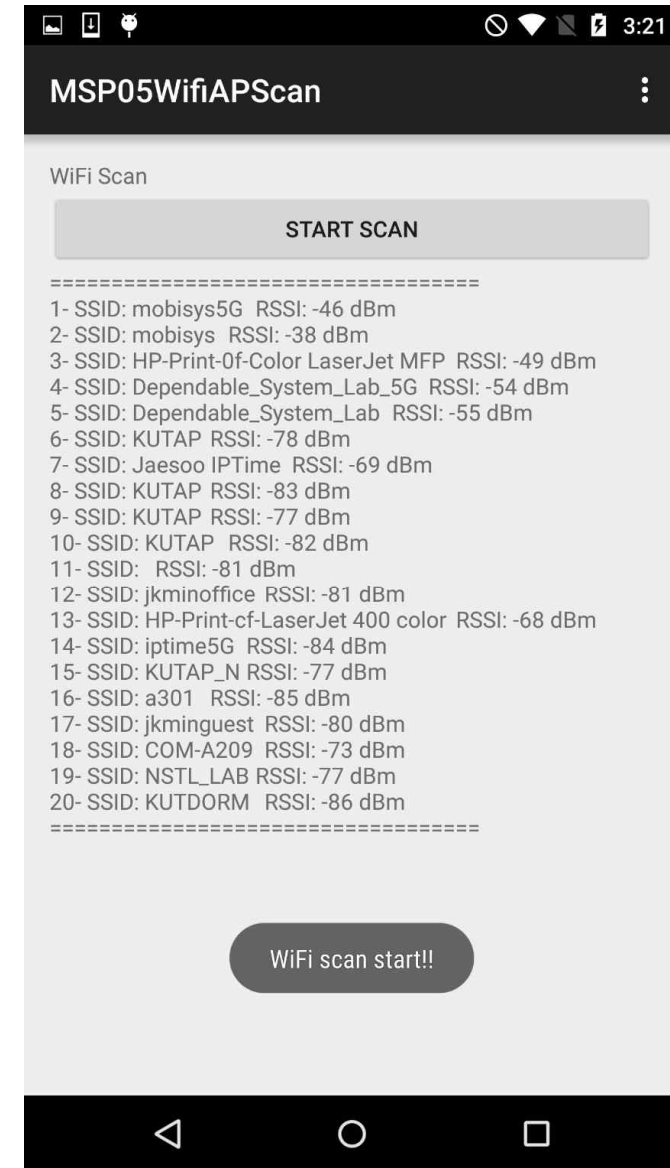 3:21
MSP05WifiAPScan
WiFi Scan
START SCAN
===================================
1- SSID: mobisys5G  RSSI: -46 dBm
2- SSID: mobisys  RSSI: -38 dBm
3- SSID: HP-Print-0f-Color LaserJet MFP  RSSI: -49 dBm
4- SSID: Dependable_System_Lab_5G  RSSI: -54 dBm
5- SSID: Dependable_System_Lab  RSSI: -55 dBm
6- SSID: KUTAP  RSSI: -78 dBm
7- SSID: Jaesoo IPTime  RSSI: -69 dBm
8- SSID: KUTAP  RSSI: -83 dBm
9- SSID: KUTAP  RSSI: -77 dBm
10- SSID: KUTAP  RSSI: -82 dBm
11- SSID:   RSSI: -81 dBm
12- SSID: jkminoffice  RSSI: -81 dBm
13- SSID: HP-Print-cf-LaserJet 400 color  RSSI: -68 dBm
14- SSID: iptime5G  RSSI: -84 dBm
15- SSID: KUTAP_N RSSI: -77 dBm
16- SSID: a301  RSSI: -85 dBm
17- SSID: jkminguest  RSSI: -80 dBm
18- SSID: COM-A209  RSSI: -73 dBm
19- SSID: NSTL_LAB RSSI: -77 dBm
20- SSID: KUTDORM  RSSI: -86 dBm
===================================
WiFi scan start!!